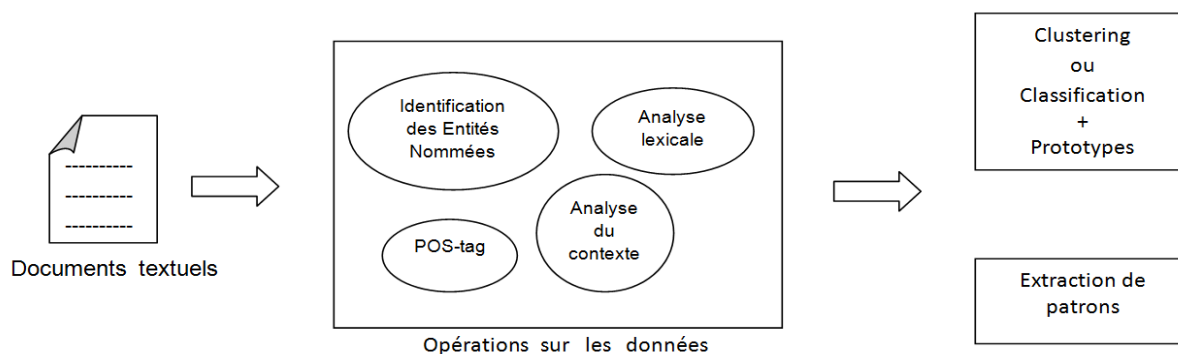 Documents textuels
Identification
des Entités
Nommées
Analyse
lexicale
POS-tag
Analyse
du
contexte
Opérations sur les données
Clustering
ou
Classification
+
Prototypes
Extraction de
patrons